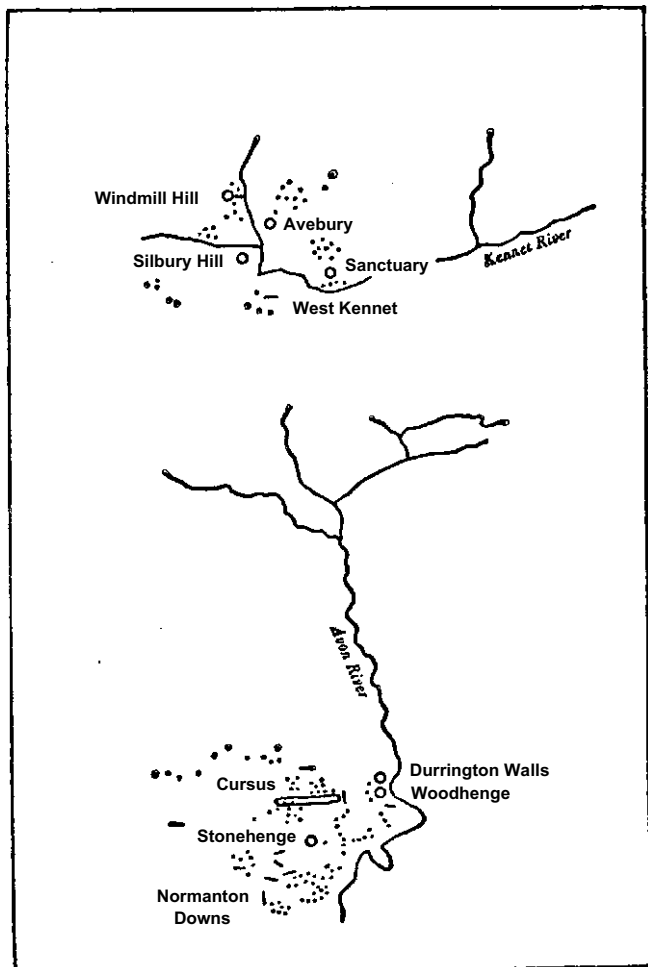 Windmill Hill
Avebury
Silbury Hill
Sanctuary
Kennet River
West Kennet
Avon River
Durrington Walls
Cursus
Woodhenge
Stonehenge
Normanton
Downs